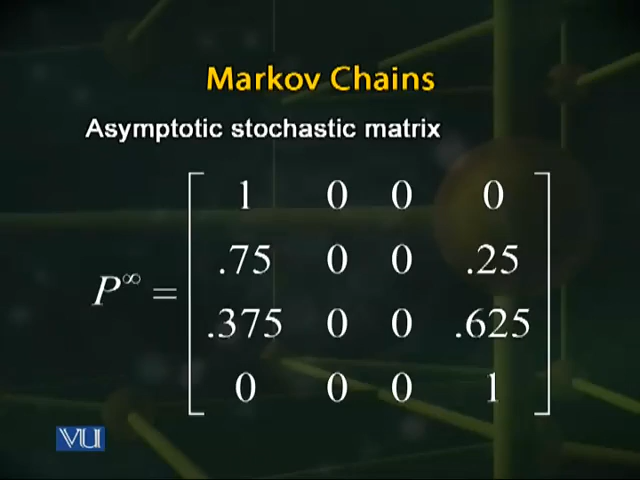 Markov Chains
Asymptotic stochastic matrix
1 0 0 0
.75 0 0 .25
P∞ =
.375 0 0 .625
0 0 0 1
VU